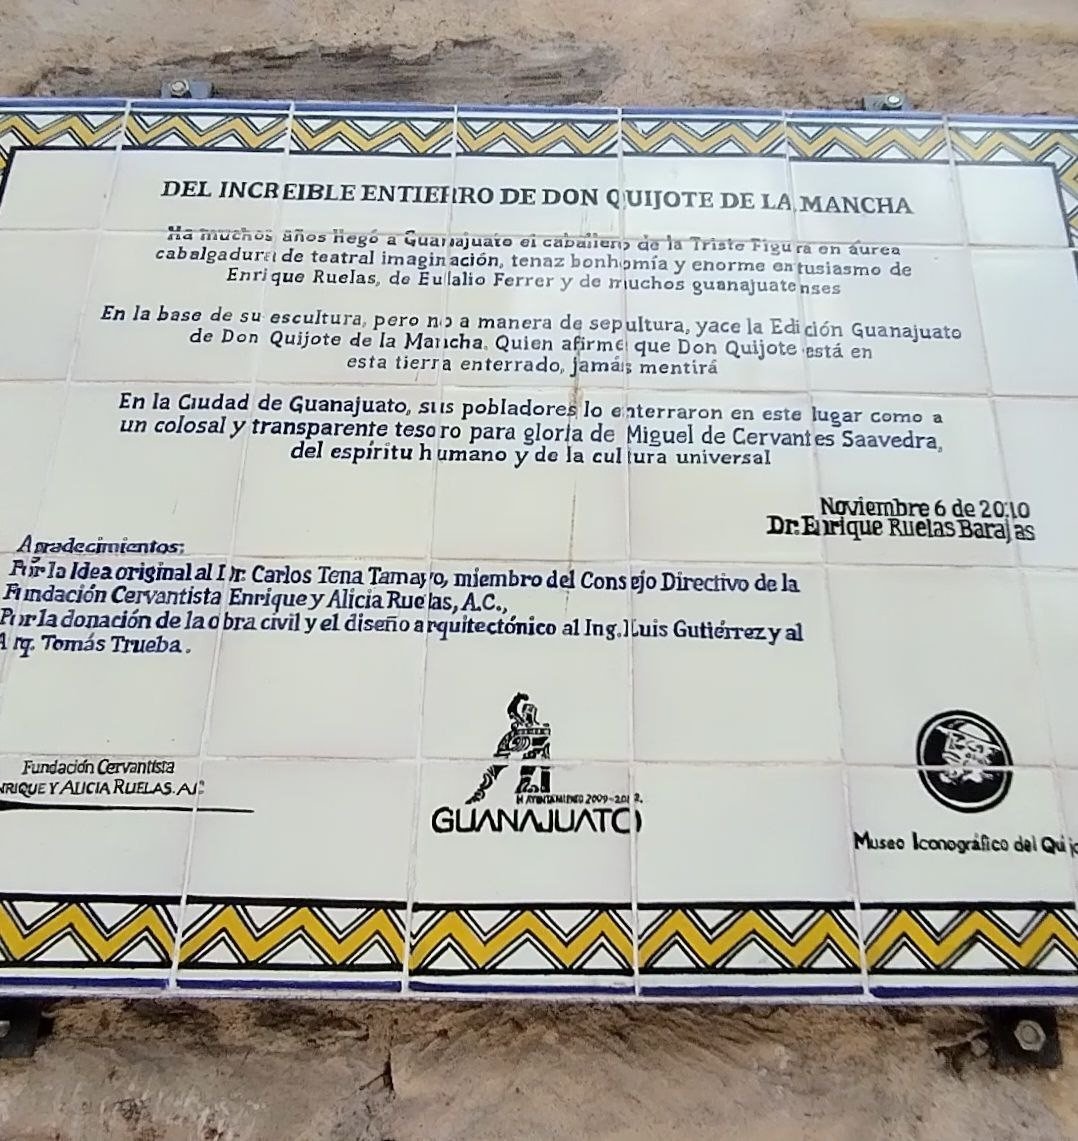 DEL INCREIBLE ENTIERRO DE DON QUIJOTE DE LA MANCHA
Ha muchos años llegó a Guanajuato el caballero de la Triste Figura en áurea
cabalgadura de teatral imaginación, tenaz bonhomía y enorme entusiasmo de
Enrique Ruelas, de Eulalio Ferrer y de muchos guanajuatenses
En la base de su escultura, pero no a manera de sepultura, yace la Edición Guanajuato
de Don Quijote de la Mancha. Quien afirme que Don Quijote está en
esta tierra enterrado, jamás mentirá
En la Ciudad de Guanajuato, sus pobladores lo enterraron en este lugar como a
un colosal y transparente tesoro para gloria de Miguel de Cervantes Saavedra,
del espíritu humano y de la cultura universal
Noviembre 6 de 2010
Dr. Enrique Ruelas Barajas
Agradecimientos:
Por la Idea original al Dr. Carlos Tena Tamayo, miembro del Consejo Directivo de la
Fundación Cervantista Enrique y Alicia Ruelas, A.C.,
Por la donación de la obra civil y el diseño arquitectónico al Ing. Luis Gutiérrez y al
Arq. Tomás Trueba.
Fundación Cervantista
NRIQUE Y ALICIA RUELAS. A.C.
H AYUNTAMIENTO 2009-2012.
GUANAJUATO
Museo Iconográfico del Quij